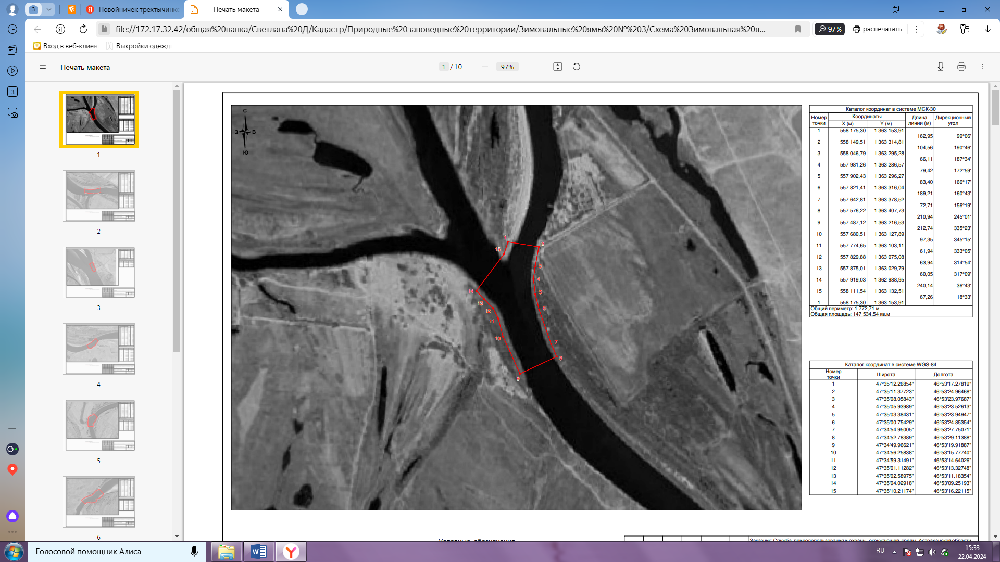 3
Повойничек трехтычинко
Печать макета
file://172.17.32.42/общая%20папка/Светлана%20Д/Кадастр/Природные%20заповедные%20территории/Зимовальные%20ямы%20№%203/Схема%20Зимовальная%20я...
97%
распечатать
Вход в веб-клиен
Выкройки одежд
Печать макета
1 / 10
97%
3
1
2
3
4
5
6
С
З
В
Ю
1
2
3
4
5
6
7
8
9
10
11
12
13
14
15
Каталог координат в системе МСК-30
Номер точки Координаты Длина линии (м) Дирекционный угол
X (м) Y (м)
1 558 175,30 1 363 153,91
162,95 99°06'
2 558 149,51 1 363 314,81
104,56 190°46'
3 558 046,79 1 363 295,28
66,11 187°34'
4 557 981,26 1 363 286,57
79,42 172°59'
5 557 902,43 1 363 296,27
83,40 166°17'
6 557 821,41 1 363 316,04
189,21 160°43'
7 557 642,81 1 363 378,52
72,71 156°19'
8 557 576,22 1 363 407,73
210,94 245°01'
9 557 487,12 1 363 216,53
212,74 335°23'
10 557 680,51 1 363 127,89
97,35 345°15'
11 557 774,65 1 363 103,11
61,94 333°05'
12 557 829,88 1 363 075,08
63,94 314°54'
13 557 875,01 1 363 029,79
60,05 317°09'
14 557 919,03 1 362 988,95
240,14 36°43'
15 558 111,54 1 363 132,51
67,26 18°33'
1 558 175,30 1 363 153,91
Общий периметр: 1 772,71 м
Общая площадь: 147 534,54 кв.м
Каталог координат в системе WGS-84
Номер точки Широта Долгота
1 47°35'12.26854" 46°53'17.27819"
2 47°35'11.37723" 46°53'24.96468"
3 47°35'08.05843" 46°53'23.97687"
4 47°35'05.93989" 46°53'23.52613"
5 47°35'03.38431" 46°53'23.94947"
6 47°35'00.75429" 46°53'24.85354"
7 47°34'54.95005" 46°53'27.75071"
8 47°34'52.78389" 46°53'29.11388"
9 47°34'49.96621" 46°53'19.91887"
10 47°34'56.25838" 46°53'15.77740"
11 47°34'59.31491" 46°53'14.64026"
12 47°35'01.11282" 46°53'13.32748"
13 47°35'02.58975" 46°53'11.18354"
14 47°35'04.02918" 46°53'09.25193"
15 47°35'10.21174" 46°53'16.22115"
Условные обозначения
Заказчик: Служба природопользования и охраны окружающей среды Астраханской области
Голосовой помощник Алиса
RU
15:33
22.04.2024